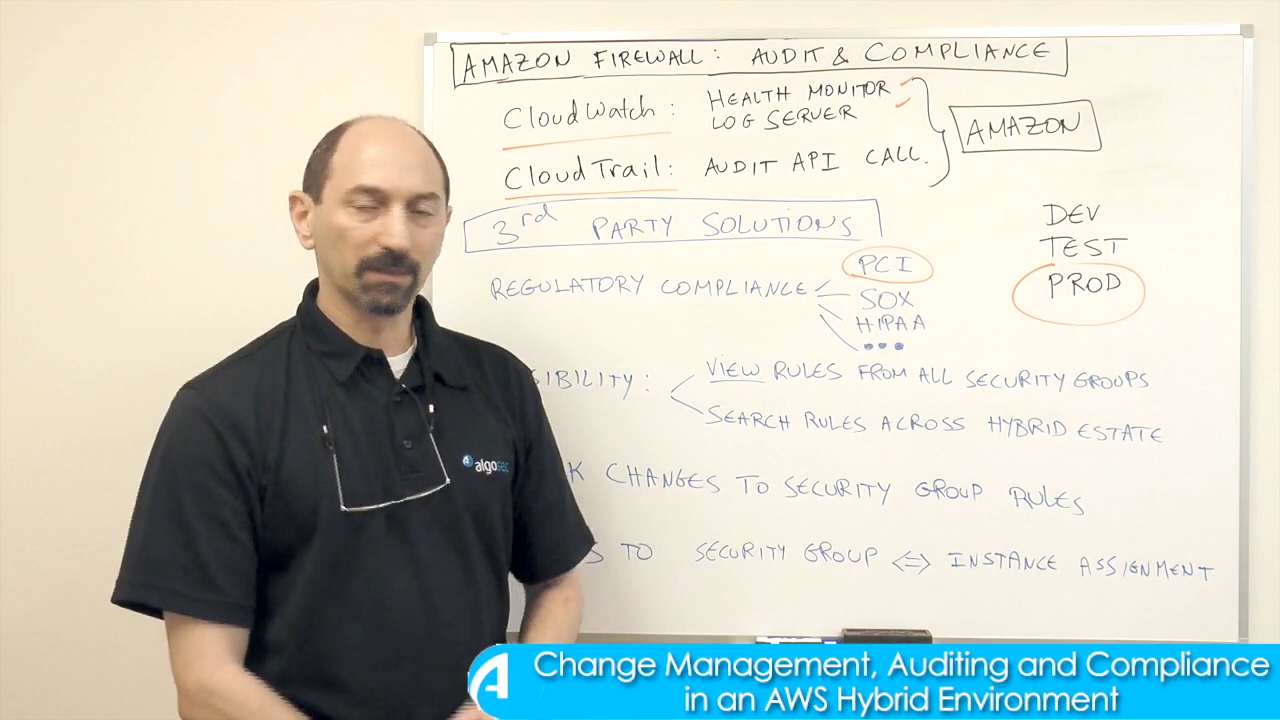 AMAZON FIREWALL: AUDIT & COMPLIANCE
CloudWatch: HEALTH MONITOR
LOG SERVER
CloudTrail: AUDIT API CALL.
AMAZON
3rd PARTY SOLUTIONS
DEV
TEST
PROD
REGULATORY COMPLIANCE
PCI
SOX
HIPAA
...
SIBILITY:
VIEW RULES FROM ALL SECURITY GROUPS
SEARCH RULES ACROSS HYBRID ESTATE
K CHANGES TO SECURITY GROUP RULES
S TO SECURITY GROUP <=> INSTANCE ASSIGNMENT
algosec
Change Management, Auditing and Compliance
in an AWS Hybrid Environment